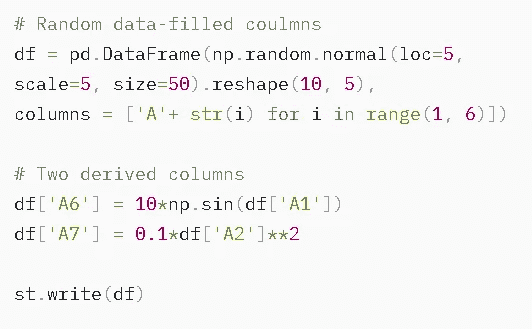 # Random data-filled coulmns
df = pd.DataFrame(np.random.normal(loc=5,
scale=5, size=50).reshape(10, 5),
columns = ['A'+ str(i) for i in range(1, 6)])
# Two derived columns
df['A6'] = 10*np.sin(df['A1'])
df['A7'] = 0.1*df['A2']**2
st.write(df)